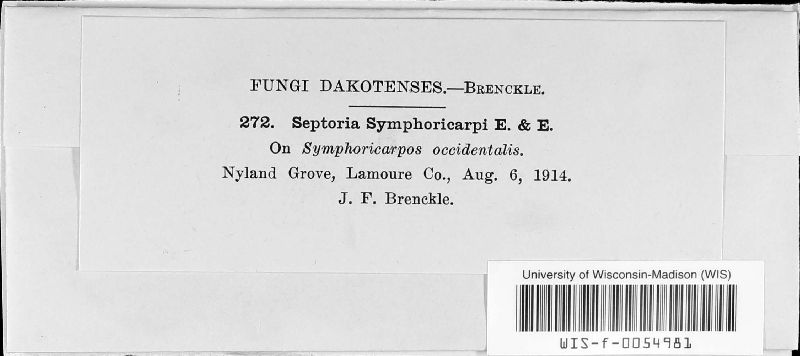 FUNGI DAKOTENSES.—BRENCKLE.
272. Septoria Symphoricarpi E. & E.
On Symphoricarpos occidentalis.
Nyland Grove, Lamoure Co., Aug. 6, 1914.
J. F. Brenckle.
University of Wisconsin-Madison (WIS)
WIS-f-0054981